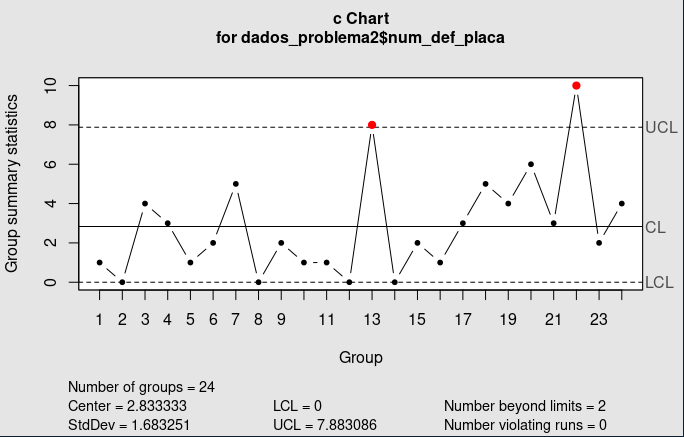 c Chart
for dados_problema2$num_def_placa
Group summary statistics
10
8
6
4
2
0
UCL
CL
LCL
1 2 3 4 5 6 7 8 9 11 13 15 17 19 21 23
Group
Number of groups = 24
Center = 2.833333 LCL = 0 Number beyond limits = 2
StdDev = 1.683251 UCL = 7.883086 Number violating runs = 0